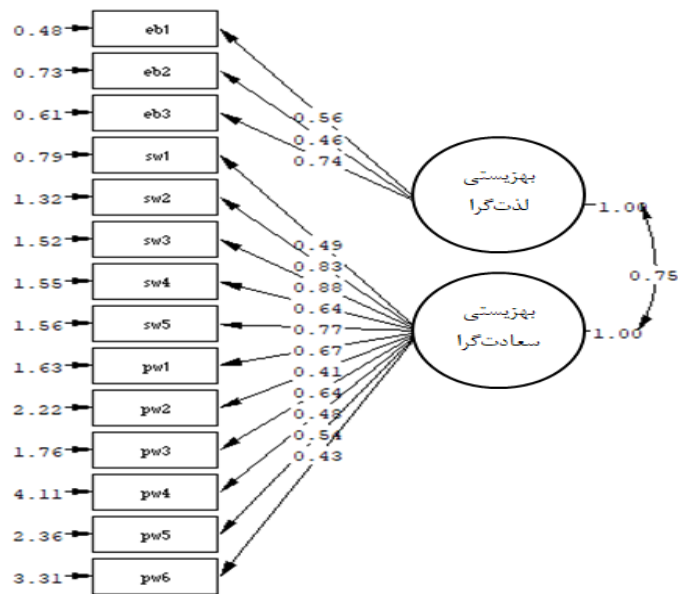 0.48 eb1
0.73 eb2
0.61 eb3
0.79 sw1
1.32 sw2
1.52 sw3
1.55 sw4
1.56 sw5
1.63 pw1
2.22 pw2
1.76 pw3
4.11 pw4
2.36 pw5
3.31 pw6
0.56
0.46
0.74
0.49
0.83
0.88
0.64
0.77
0.67
0.41
0.64
0.48
0.54
0.43
بهزیستی
لذت‌گرا
1.00
بهزیستی
سعادت‌گرا
1.00
0.75